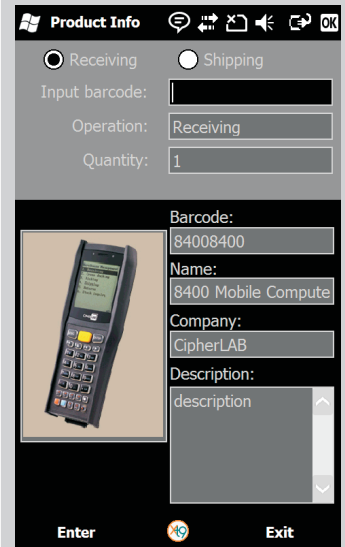 Product Info
OK
Receiving
Shipping
Input barcode:
Operation: Receiving
Quantity: 1
Barcode:
84008400
Name:
8400 Mobile Compute
Company:
CipherLAB
Description:
description
Enter
Exit